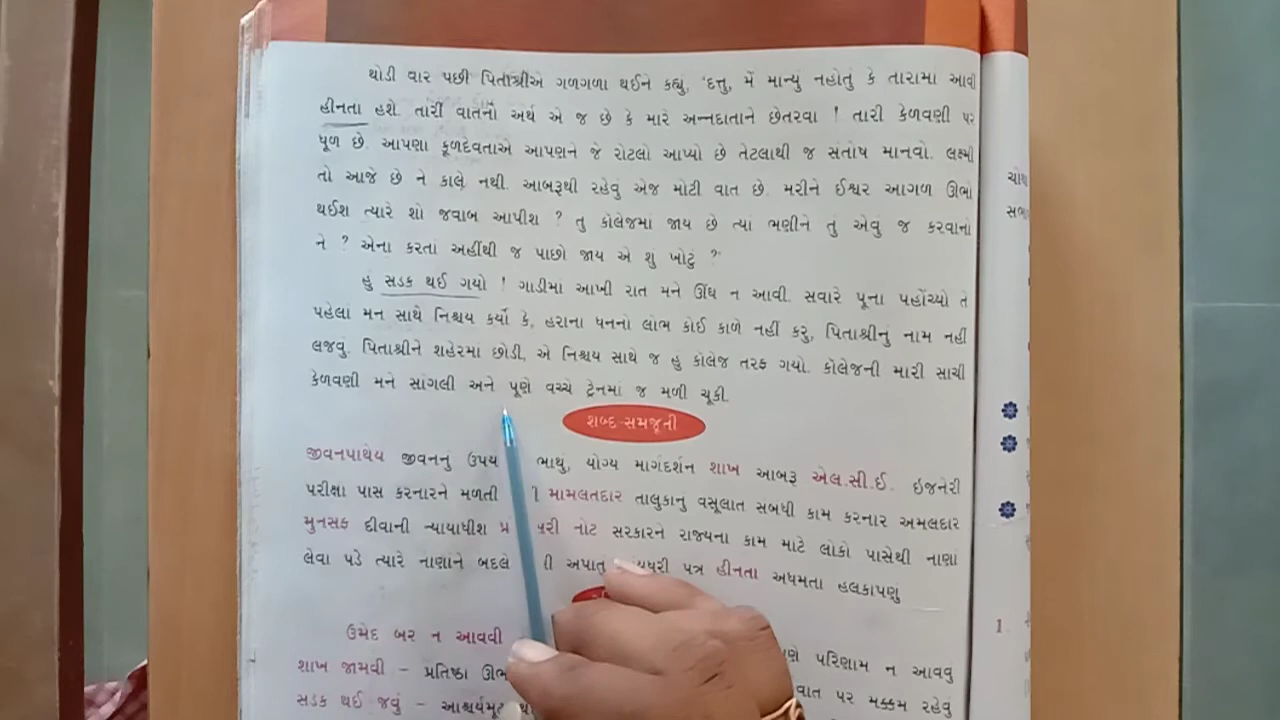 થોડી વાર પછી પિતાશ્રીએ ગળગળા થઈને કહ્યું, 'દત્તુ, મેં માન્યું નહોતું કે તારામાં આવી
હીનતા હશે. તારી વાતનો અર્થ એ જ છે કે મારે અન્નદાતાને છેતરવા ! તારી કેળવણી પર
ધૂળ છે. આપણા કૂળદેવતાએ આપણને જે રોટલો આપ્યો છે તેટલાથી જ સંતોષ માનવો. લક્ષ્મી
તો આજે છે ને કાલે નથી. આબરૂથી રહેવું એજ મોટી વાત છે. મરીને ઈશ્વર આગળ ઊભો
થઈશ ત્યારે શો જવાબ આપીશ ? તુ કૉલેજમાં જાય છે ત્યાં ભણીને તું એવું જ કરવાનો
ને ? એના કરતાં અહીંથી જ પાછો જાય એ શું ખોટું ?'
હું સડક થઈ ગયો ! ગાડીમાં આખી રાત મને ઊંઘ ન આવી. સવારે પૂના પહોંચ્યો તે
પહેલાં મન સાથે નિશ્ચય કર્યો કે, હરામના ધનનો લોભ કોઈ કાળે નહીં કરુ, પિતાશ્રીનું નામ નહીં
લજવુ. પિતાશ્રીને શહેરમાં છોડી, એ નિશ્ચય સાથે જ હું કૉલેજ તરફ ગયો. કૉલેજની મારી સાચી
કેળવણી મને સાંગલી અને પૂણે વચ્ચે ટ્રેનમાં જ મળી ચૂકી.
શબ્દ-સમજૂતી
જીવનપાથેય જીવનનું ઉપય ભાથું, યોગ્ય માર્ગદર્શન શાખ આબરૂ એલ.સી.ઈ. ઇજનેરી
પરીક્ષા પાસ કરનારને મળતી મામલતદાર તાલુકાનું વસૂલાત સંબંધી કામ કરનાર અમલદાર
મુનસફ દીવાની ન્યાયાધીશ નોટ સરકારને રાજ્યના કામ માટે લોકો પાસેથી નાણાં
લેવા પડે ત્યારે નાણાંને બદલે પત્ર હીનતા અધમતા હલકાપણું
ઉમેદ બર ન આવવી પરિણામ ન આવવુ
શાખ જામવી – પ્રતિષ્ઠા વાત પર મક્કમ રહેવું
સડક થઈ જવું –
1.